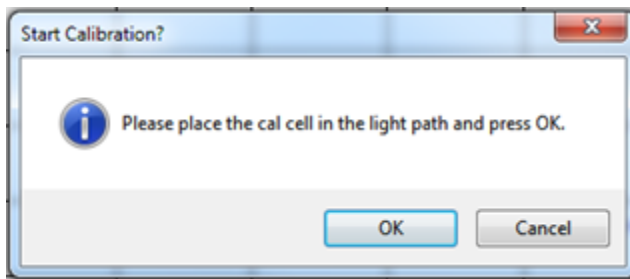 Start Calibration?
Please place the cal cell in the light path and press OK.
OK
Cancel